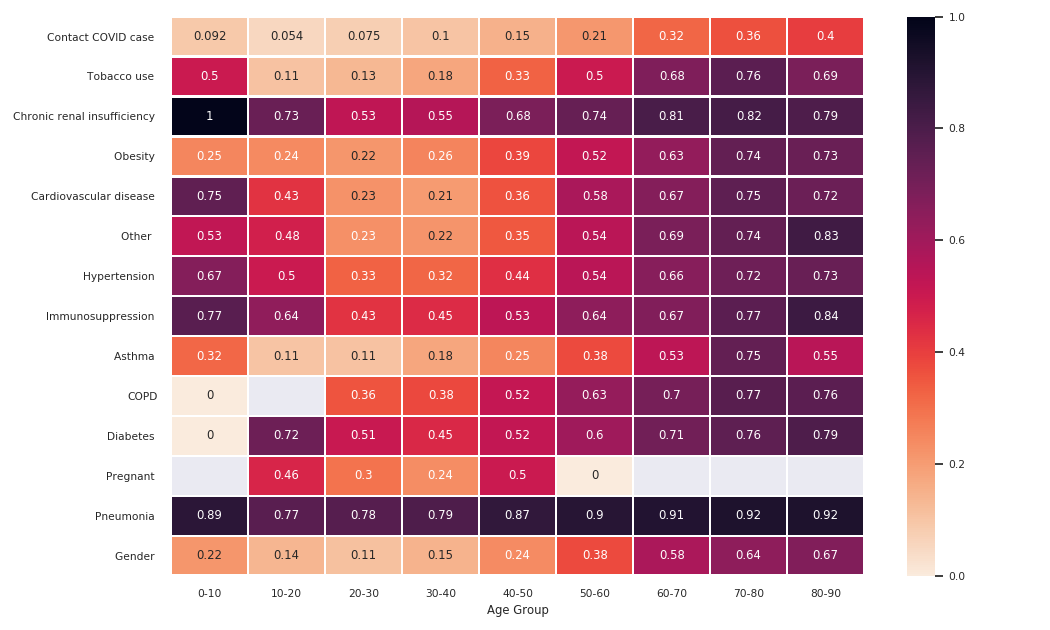 Contact COVID case 0.092 0.054 0.075 0.1 0.15 0.21 0.32 0.36 0.4
Tobacco use 0.5 0.11 0.13 0.18 0.33 0.5 0.68 0.76 0.69
Chronic renal insufficiency 1 0.73 0.53 0.55 0.68 0.74 0.81 0.82 0.79
Obesity 0.25 0.24 0.22 0.26 0.39 0.52 0.63 0.74 0.73
Cardiovascular disease 0.75 0.43 0.23 0.21 0.36 0.58 0.67 0.75 0.72
Other 0.53 0.48 0.23 0.22 0.35 0.54 0.69 0.74 0.83
Hypertension 0.67 0.5 0.33 0.32 0.44 0.54 0.66 0.72 0.73
Immunosuppression 0.77 0.64 0.43 0.45 0.53 0.64 0.67 0.77 0.84
Asthma 0.32 0.11 0.11 0.18 0.25 0.38 0.53 0.75 0.55
COPD 0 0.36 0.38 0.52 0.63 0.7 0.77 0.76
Diabetes 0 0.72 0.51 0.45 0.52 0.6 0.71 0.76 0.79
Pregnant 0.46 0.3 0.24 0.5 0
Pneumonia 0.89 0.77 0.78 0.79 0.87 0.9 0.91 0.92 0.92
Gender 0.22 0.14 0.11 0.15 0.24 0.38 0.58 0.64 0.67
0-10 10-20 20-30 30-40 40-50 50-60 60-70 70-80 80-90
Age Group
1.0
0.8
0.6
0.4
0.2
0.0